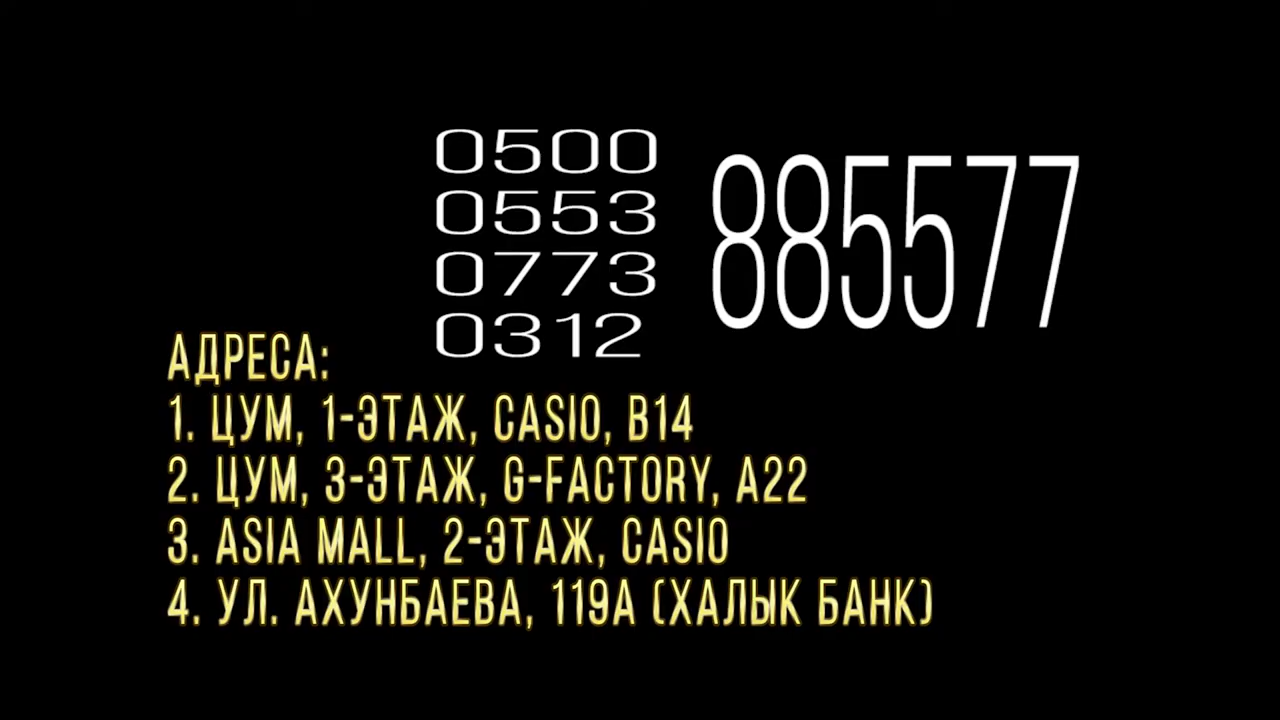 0500
0553
0773
0312
885577
АДРЕСА:
1. ЦУМ, 1-ЭТАЖ, CASIO, B14
2. ЦУМ, 3-ЭТАЖ, G-FACTORY, A22
3. ASIA MALL, 2-ЭТАЖ, CASIO
4. УЛ. АХУНБАЕВА, 119А (ХАЛЫК БАНК)